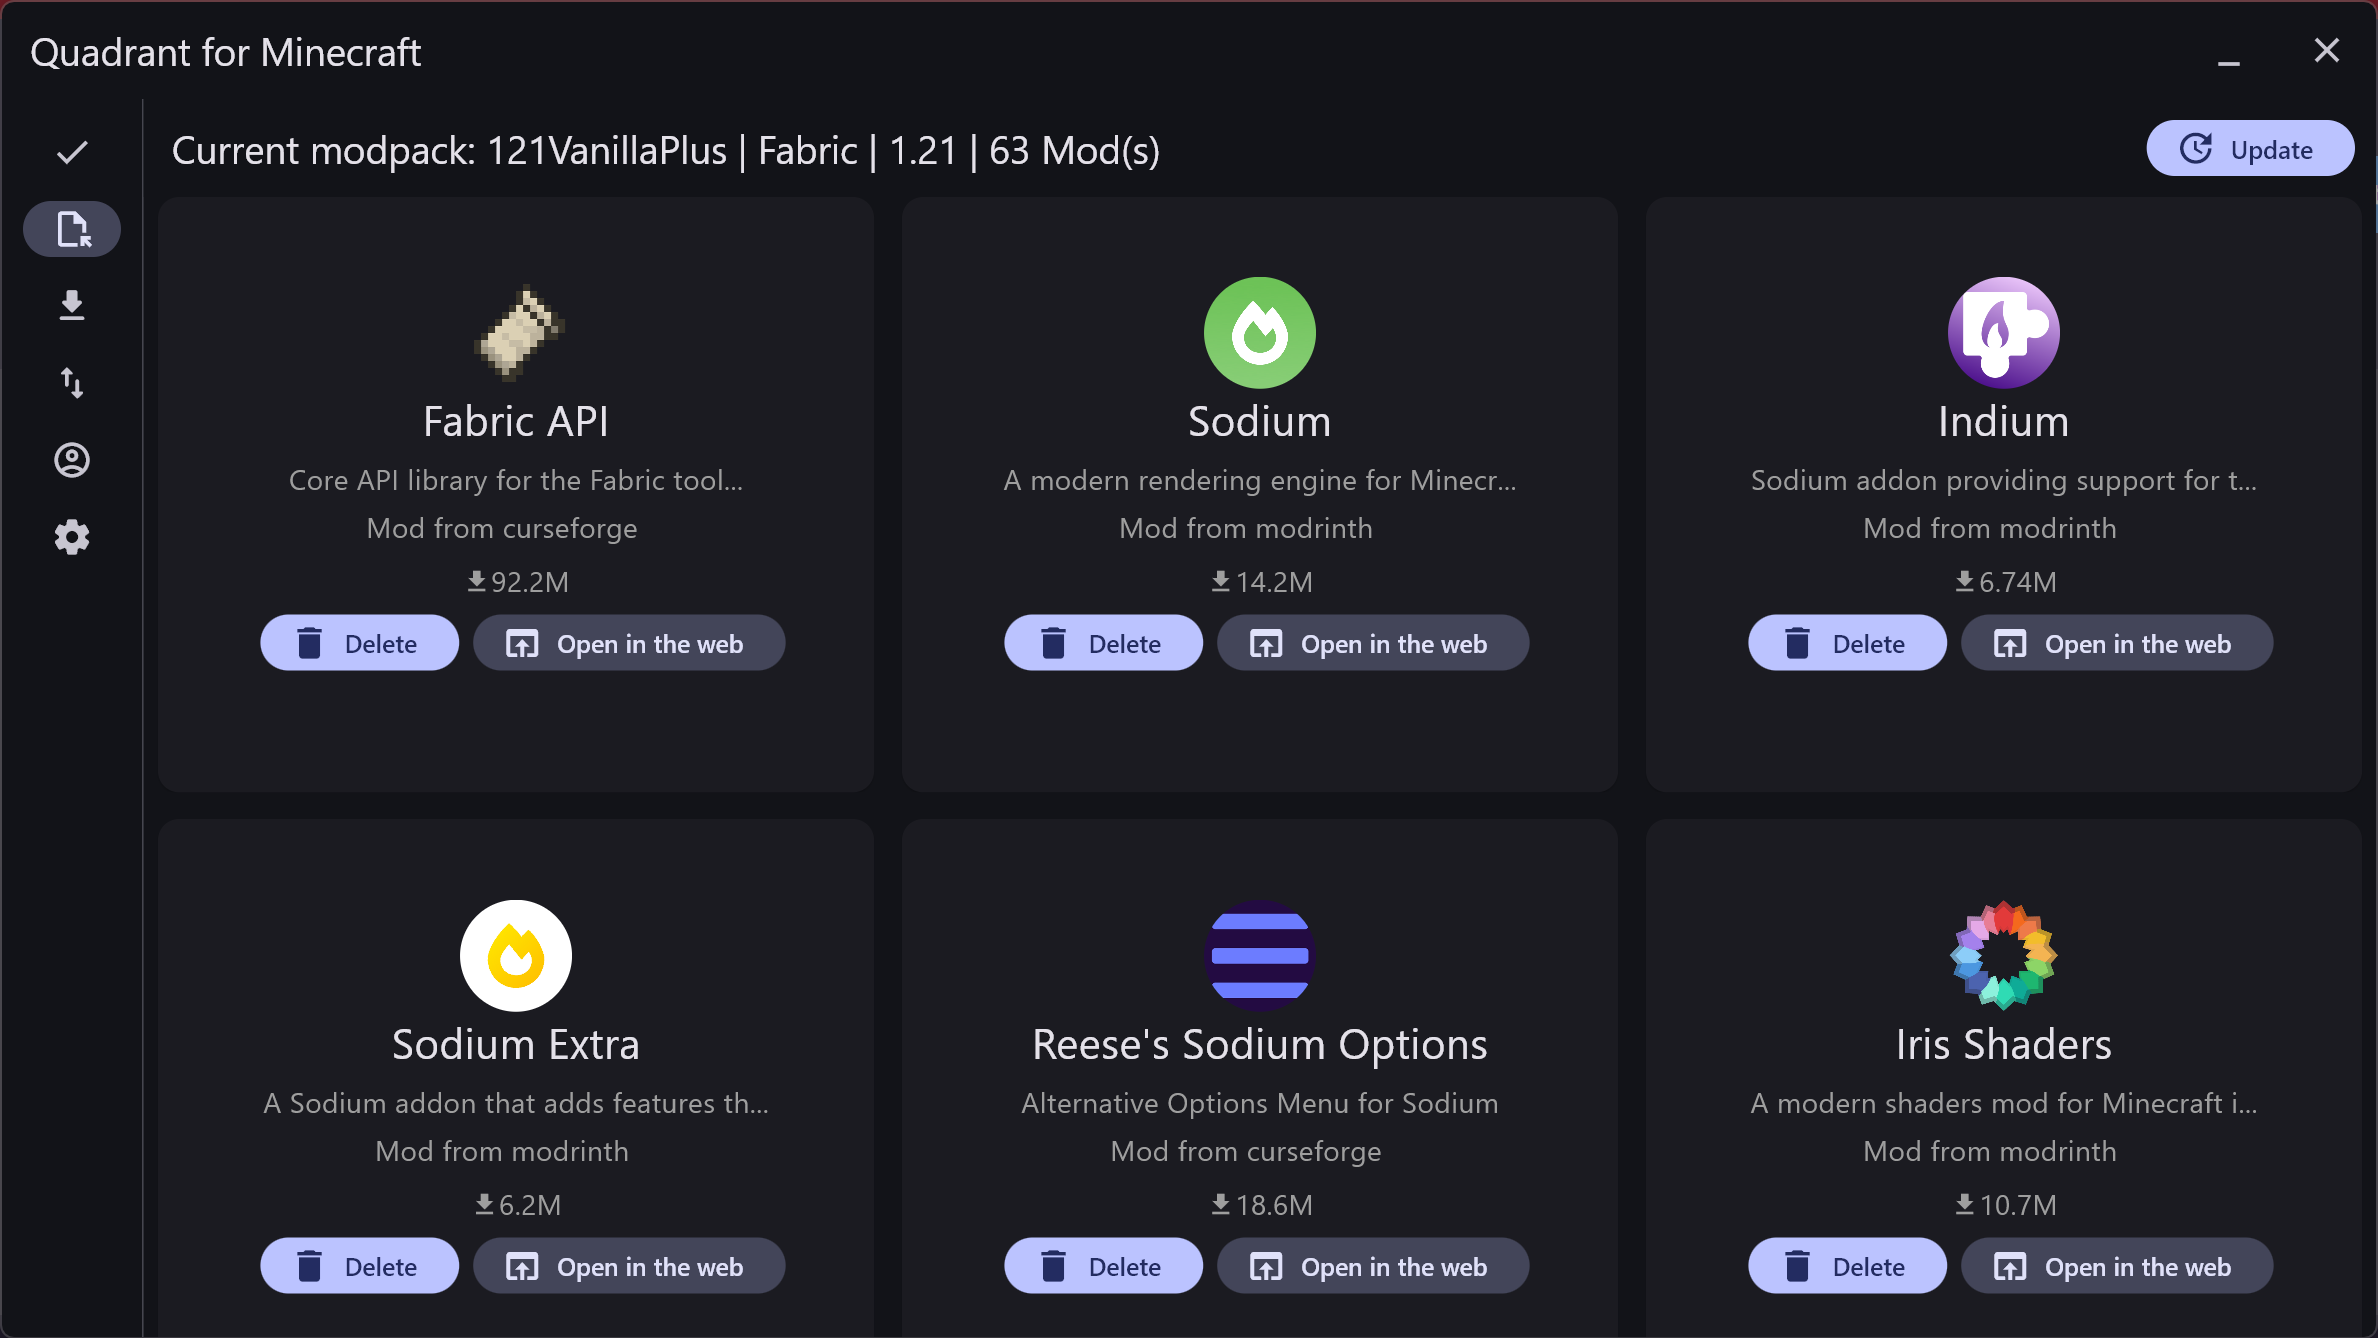 Quadrant for Minecraft
Current modpack: 121VanillaPlus | Fabric | 1.21 | 63 Mod(s)
Update
Fabric API
Core API library for the Fabric tool...
Mod from curseforge
92.2M
Delete
Open in the web
Sodium
A modern rendering engine for Minecr...
Mod from modrinth
14.2M
Delete
Open in the web
Indium
Sodium addon providing support for t...
Mod from modrinth
6.74M
Delete
Open in the web
Sodium Extra
A Sodium addon that adds features th...
Mod from modrinth
6.2M
Delete
Open in the web
Reese's Sodium Options
Alternative Options Menu for Sodium
Mod from curseforge
18.6M
Delete
Open in the web
Iris Shaders
A modern shaders mod for Minecraft i...
Mod from modrinth
10.7M
Delete
Open in the web